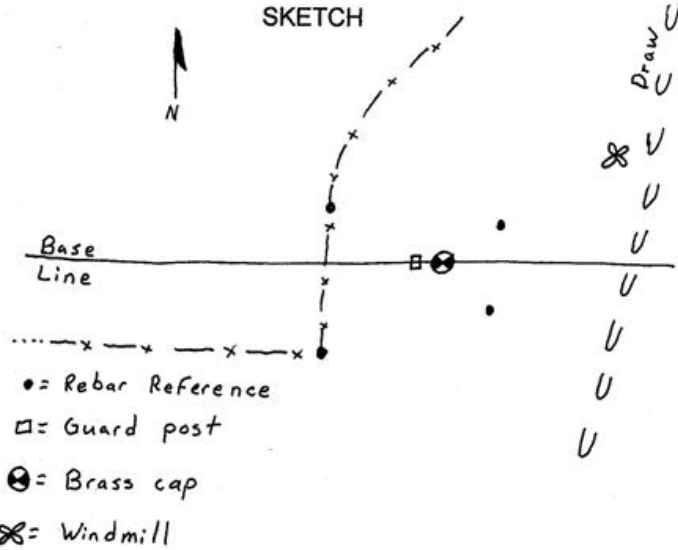 SKETCH
Draw
N
Base
Line
= Rebar Reference
= Guard post
= Brass cap
= Windmill